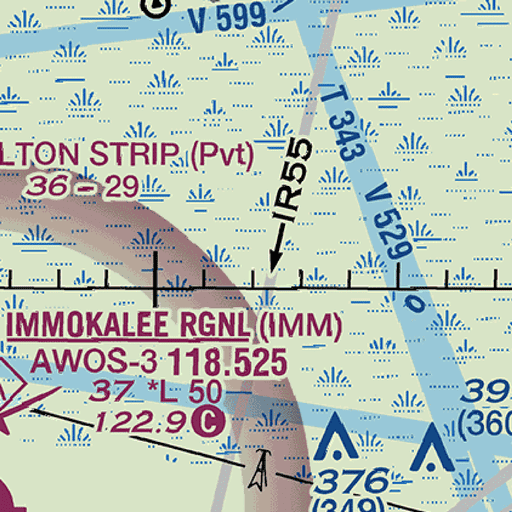 V 599
T 343
LTON STRIP (Pvt)
36 - 29
IR55
V 529
IMMOKALEE RGNL (IMM)
AWOS-3 118.525
37 *L 50
122.9 C
39
(360
376
(349)